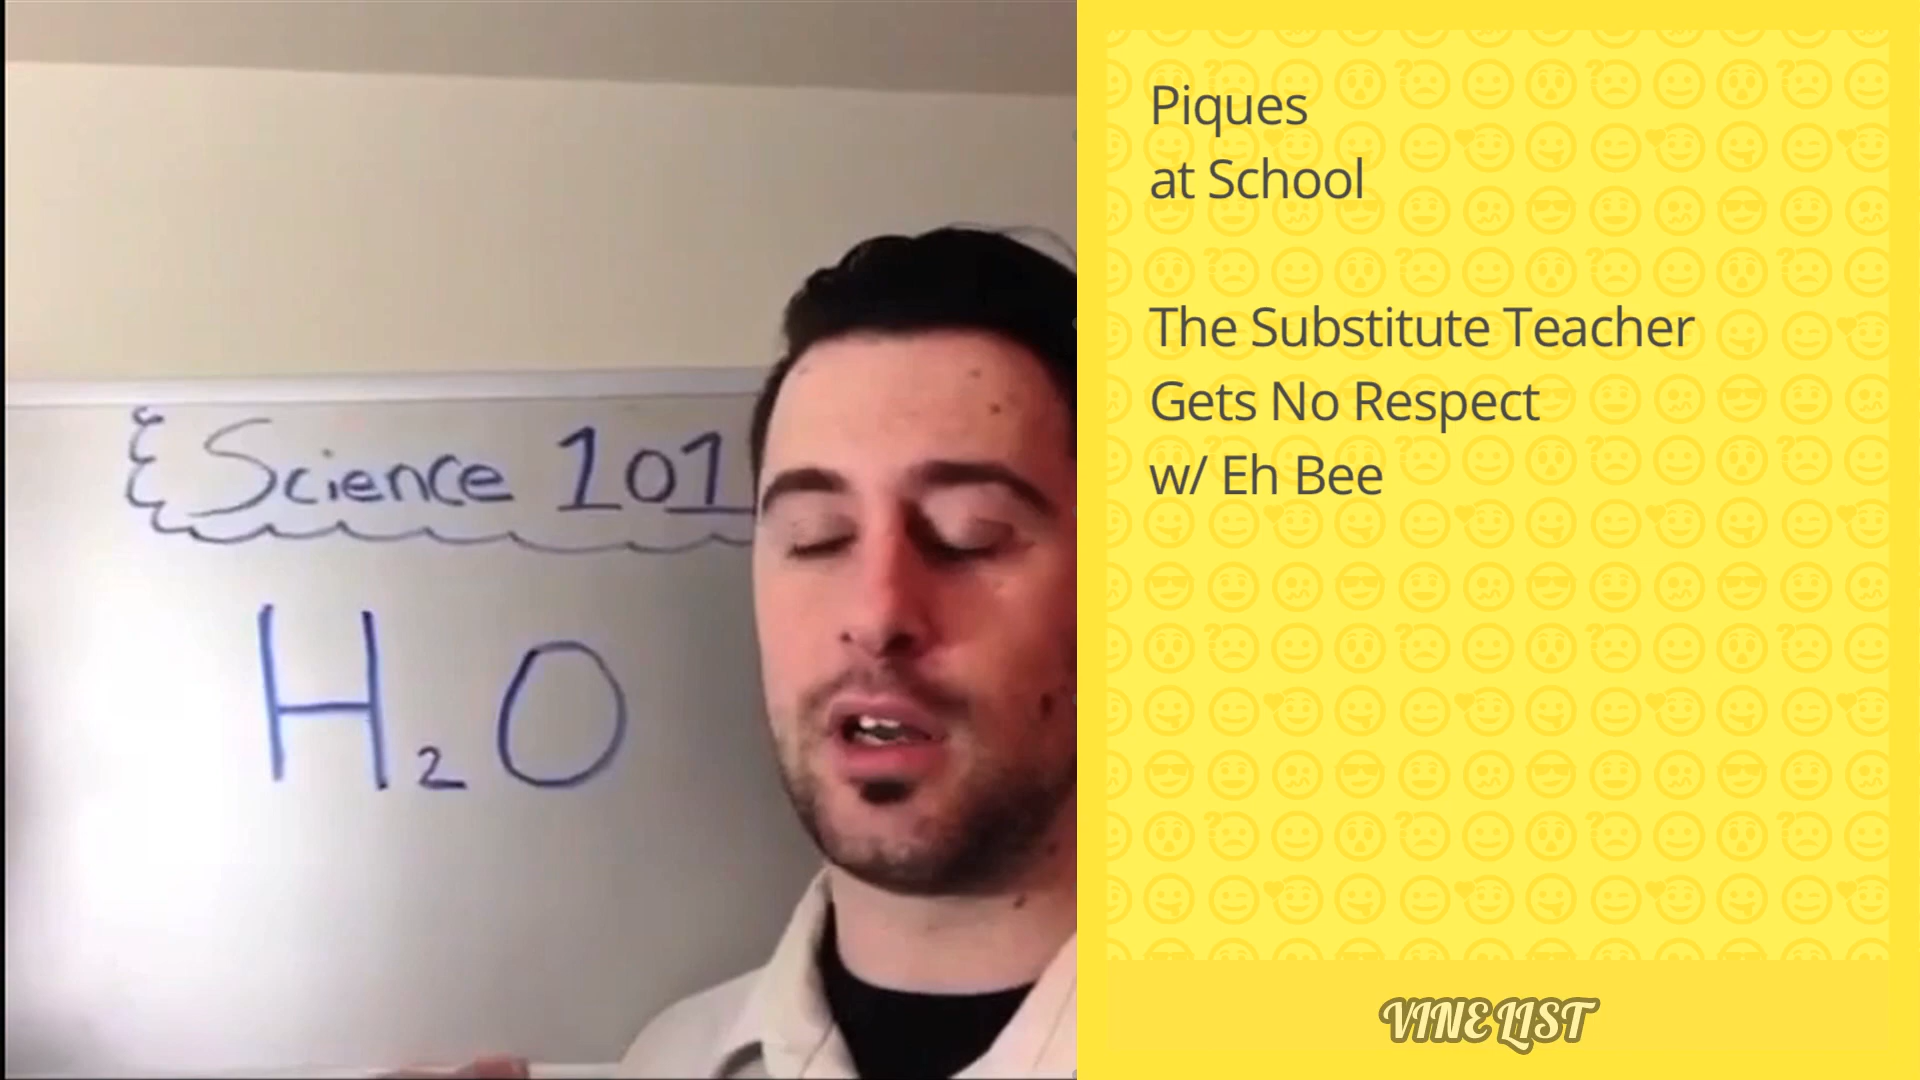 Science 101
H₂O
Piques
at School
The Substitute Teacher
Gets No Respect
w/ Eh Bee
VINE LIST